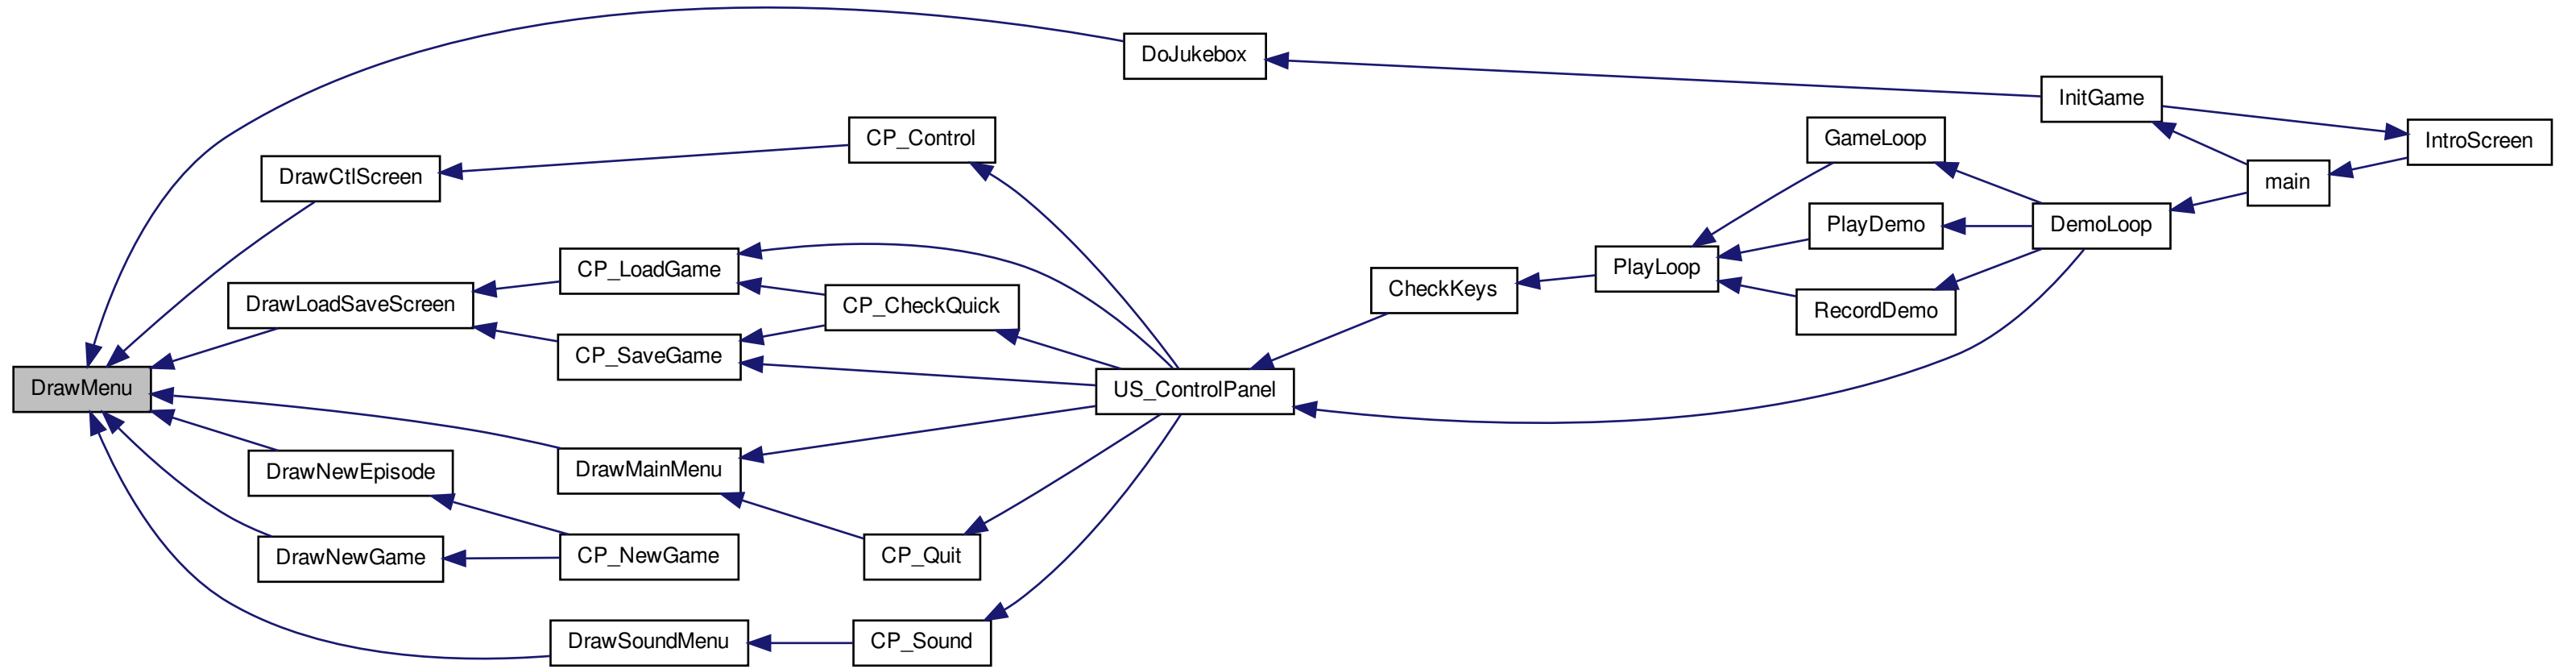 DoJukebox
InitGame
CP_Control
GameLoop
IntroScreen
DrawCtlScreen
main
PlayDemo
DemoLoop
CP_LoadGame
PlayLoop
CheckKeys
DrawLoadSaveScreen
CP_CheckQuick
RecordDemo
CP_SaveGame
DrawMenu
US_ControlPanel
DrawMainMenu
DrawNewEpisode
DrawNewGame
CP_NewGame
CP_Quit
DrawSoundMenu
CP_Sound